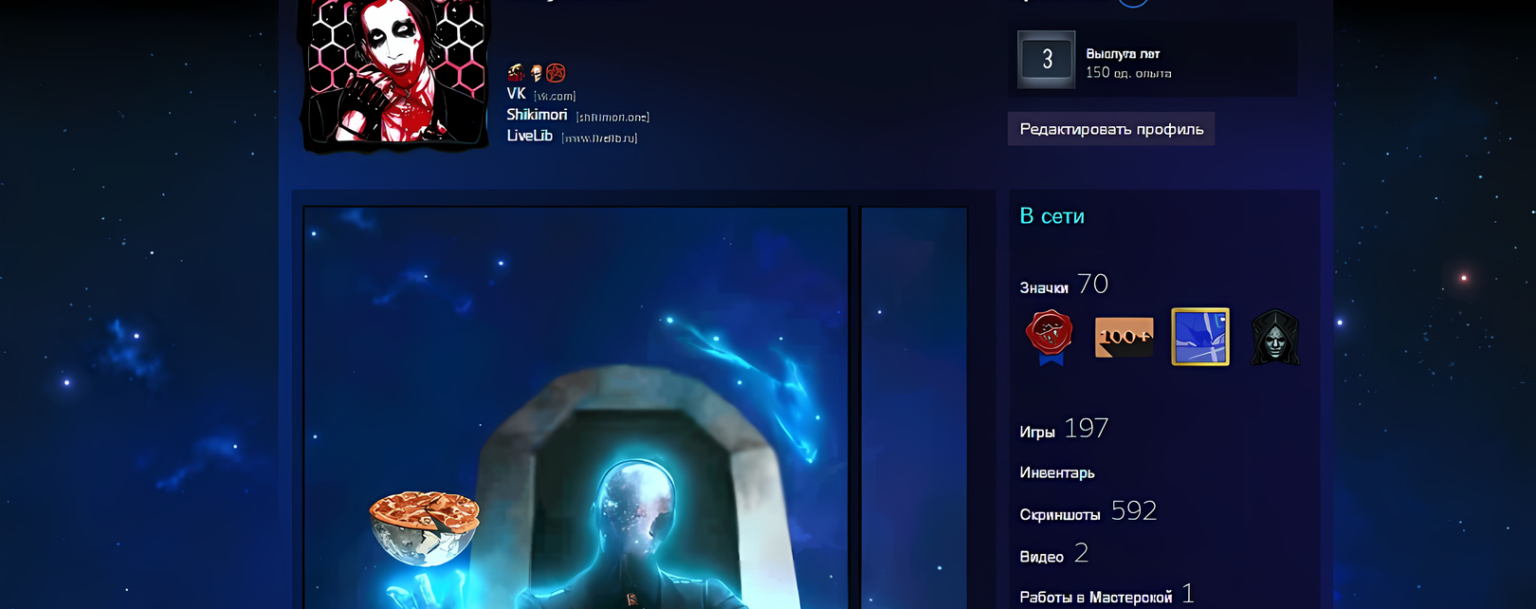 3
Выслуга лет
150 ед. опыта
VK [vk.com]
Shikimori [shikimori.one]
LiveLib [www.livelib.ru]
Редактировать профиль
В сети
Значки 70
100+
Игры 197
Инвентарь
Скриншоты 592
Видео 2
Работы в Мастерской 1